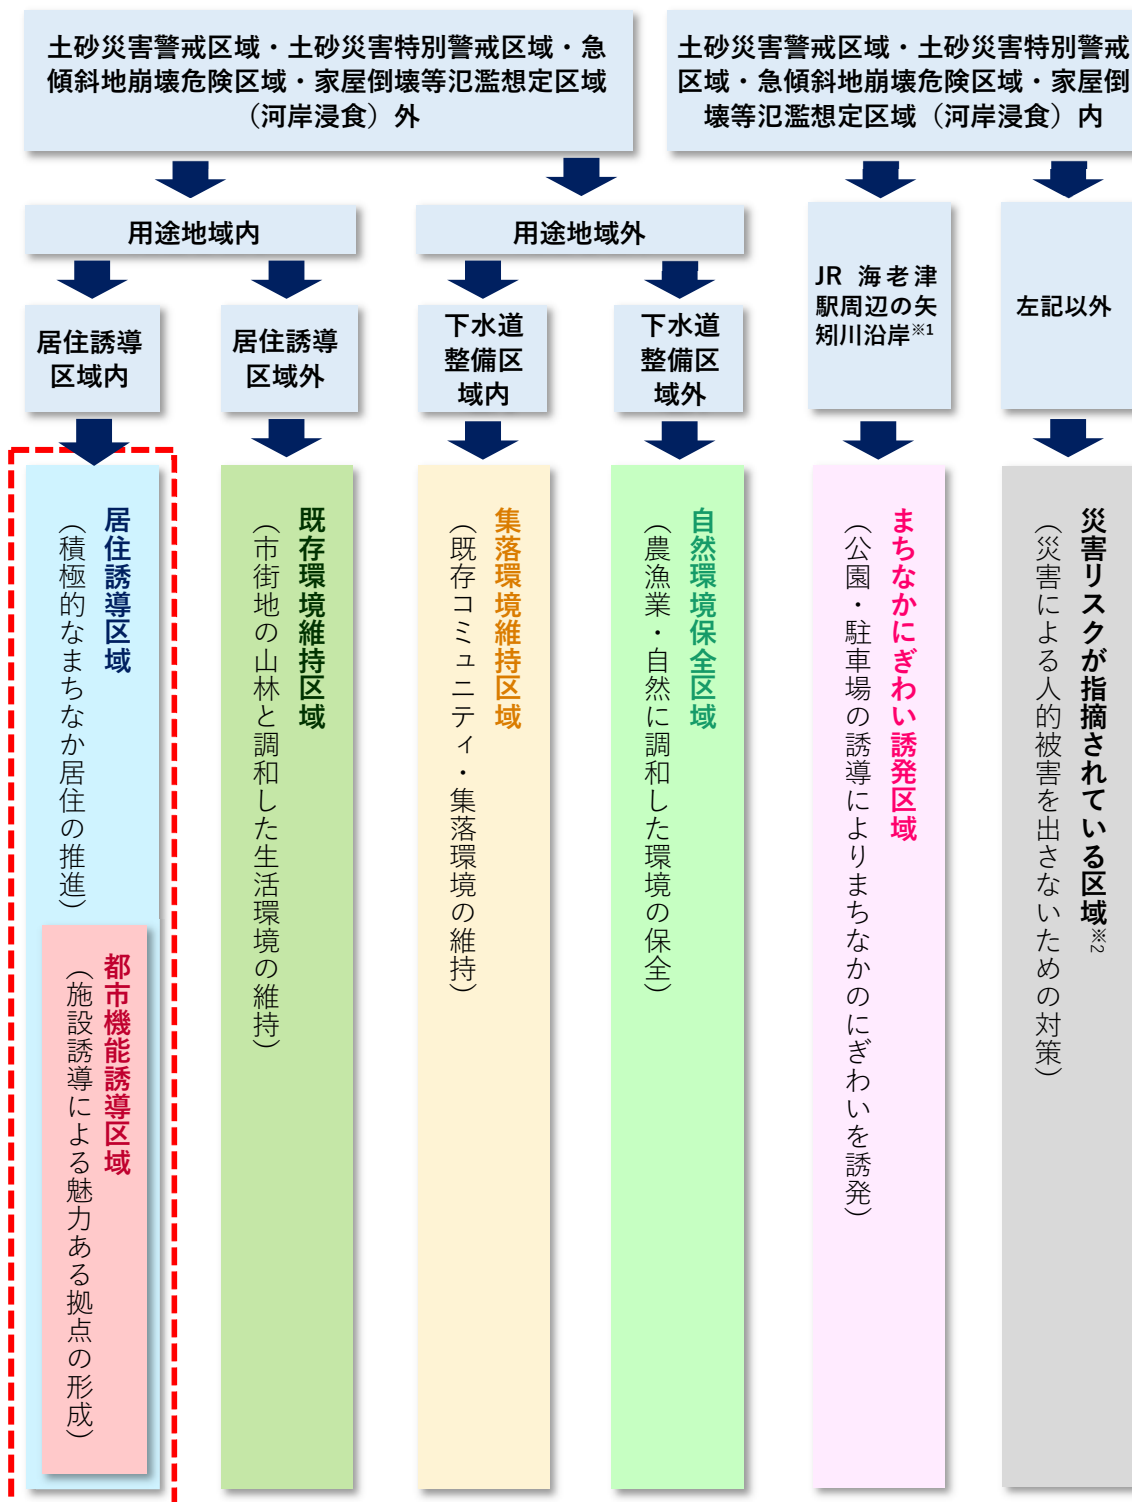 土砂災害警戒区域・土砂災害特別警戒区域・急
傾斜地崩壊危険区域・家屋倒壊等氾濫想定区域
（河岸浸食）外
土砂災害警戒区域・土砂災害特別警戒
区域・急傾斜地崩壊危険区域・家屋倒
壊等氾濫想定区域（河岸浸食）内
用途地域内
用途地域外
居住誘導
区域内
居住誘導
区域外
下水道
整備区
域内
下水道
整備区
域外
JR 海老津
駅周辺の矢
矧川沿岸※1
左記以外
居住誘導区域
（積極的なまちなか居住の推進）
都市機能誘導区域
（施設誘導による魅力ある拠点の形成）
既存環境維持区域
（市街地の山林と調和した生活環境の維持）
集落環境維持区域
（既存コミュニティ・集落環境の維持）
自然環境保全区域
（農漁業・自然に調和した環境の保全）
まちなかにぎわい誘発区域
（公園・駐車場の誘導によりまちなかのにぎわいを誘発）
災害リスクが指摘されている区域※2
（災害による人的被害を出さないための対策）